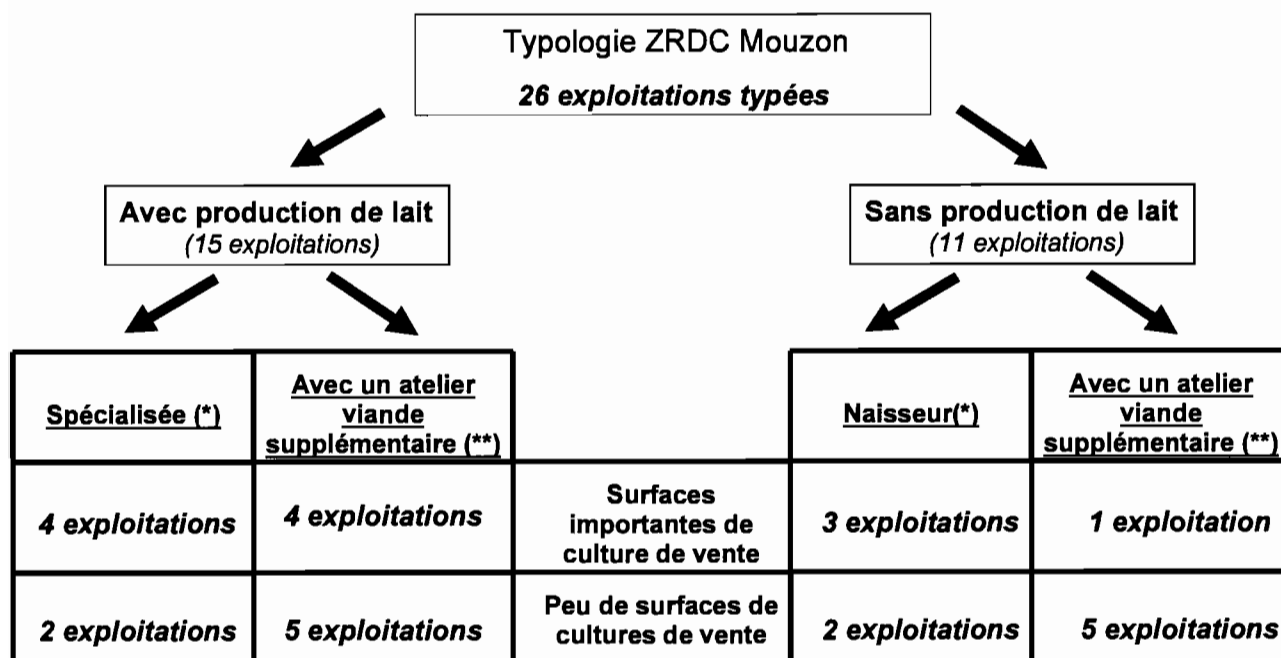 Typologie ZRDC Mouzon
26 exploitations typées
Avec production de lait
(15 exploitations)
Sans production de lait
(11 exploitations)
Spécialisée (*)
Avec un atelier
viande
supplémentaire (**)
Naisseur(*)
Avec un atelier
viande
supplémentaire (**)
4 exploitations
4 exploitations
Surfaces
importantes de
culture de vente
3 exploitations
1 exploitation
2 exploitations
5 exploitations
Peu de surfaces de
cultures de vente
2 exploitations
5 exploitations